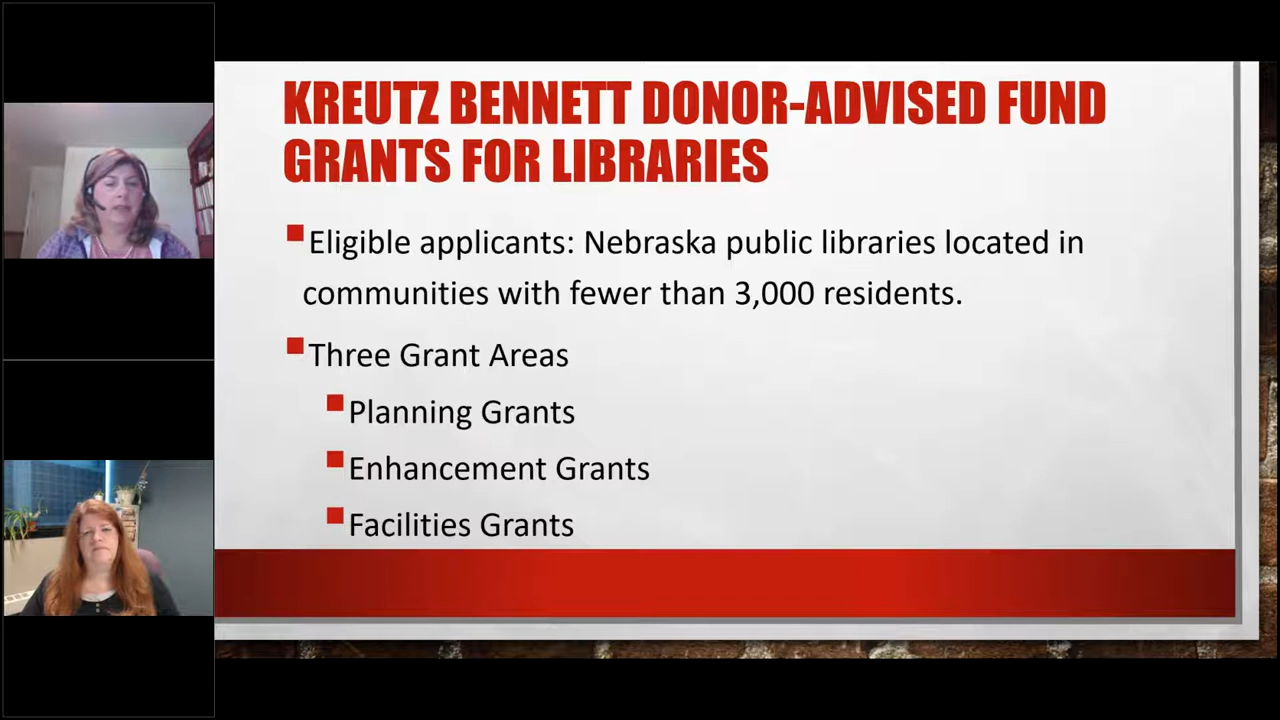 KREUTZ BENNETT DONOR-ADVISED FUND
GRANTS FOR LIBRARIES
Eligible applicants: Nebraska public libraries located in
communities with fewer than 3,000 residents.
Three Grant Areas
Planning Grants
Enhancement Grants
Facilities Grants